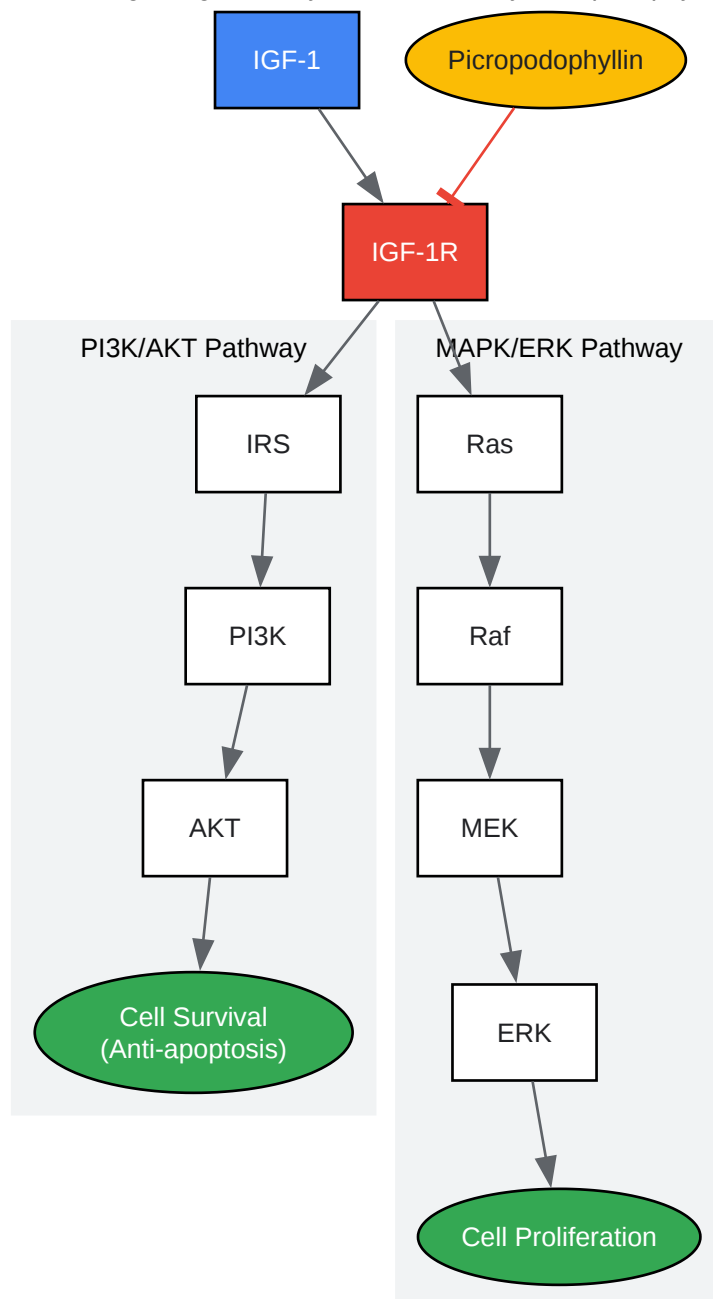 IGF-1
Picropodophyllin
IGF-1R
PI3K/AKT Pathway
MAPK/ERK Pathway
IRS
Ras
PI3K
Raf
AKT
MEK
Cell Survival
(Anti-apoptosis)
ERK
Cell Proliferation